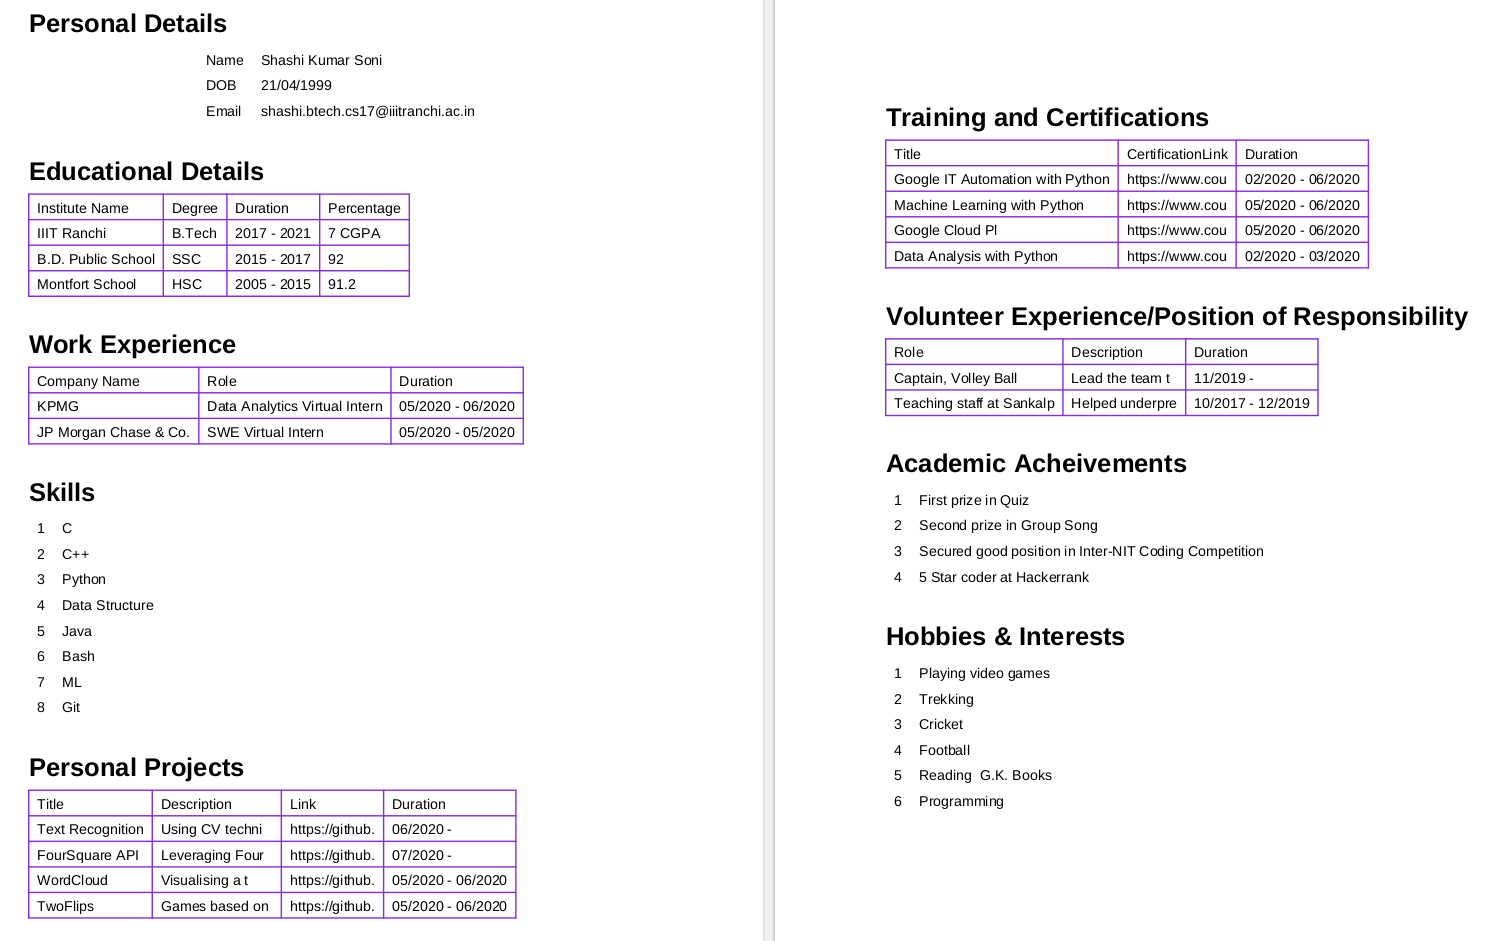 Personal Details
Name Shashi Kumar Soni
DOB 21/04/1999
Email shashi.btech.cs17@iiitranchi.ac.in
Educational Details
Institute Name Degree Duration Percentage
IIIT Ranchi B.Tech 2017 - 2021 7 CGPA
B.D. Public School SSC 2015 - 2017 92
Montfort School HSC 2005 - 2015 91.2
Work Experience
Company Name Role Duration
KPMG Data Analytics Virtual Intern 05/2020 - 06/2020
JP Morgan Chase & Co. SWE Virtual Intern 05/2020 - 05/2020
Skills
1 C
2 C++
3 Python
4 Data Structure
5 Java
6 Bash
7 ML
8 Git
Personal Projects
Title Description Link Duration
Text Recognition Using CV techni https://github. 06/2020 -
FourSquare API Leveraging Four https://github. 07/2020 -
WordCloud Visualising a t https://github. 05/2020 - 06/2020
TwoFlips Games based on https://github. 05/2020 - 06/2020
Training and Certifications
Title CertificationLink Duration
Google IT Automation with Python https://www.cou 02/2020 - 06/2020
Machine Learning with Python https://www.cou 05/2020 - 06/2020
Google Cloud Pl https://www.cou 05/2020 - 06/2020
Data Analysis with Python https://www.cou 02/2020 - 03/2020
Volunteer Experience/Position of Responsibility
Role Description Duration
Captain, Volley Ball Lead the team t 11/2019 -
Teaching staff at Sankalp Helped underpre 10/2017 - 12/2019
Academic Acheivements
1 First prize in Quiz
2 Second prize in Group Song
3 Secured good position in Inter-NIT Coding Competition
4 5 Star coder at Hackerrank
Hobbies & Interests
1 Playing video games
2 Trekking
3 Cricket
4 Football
5 Reading G.K. Books
6 Programming